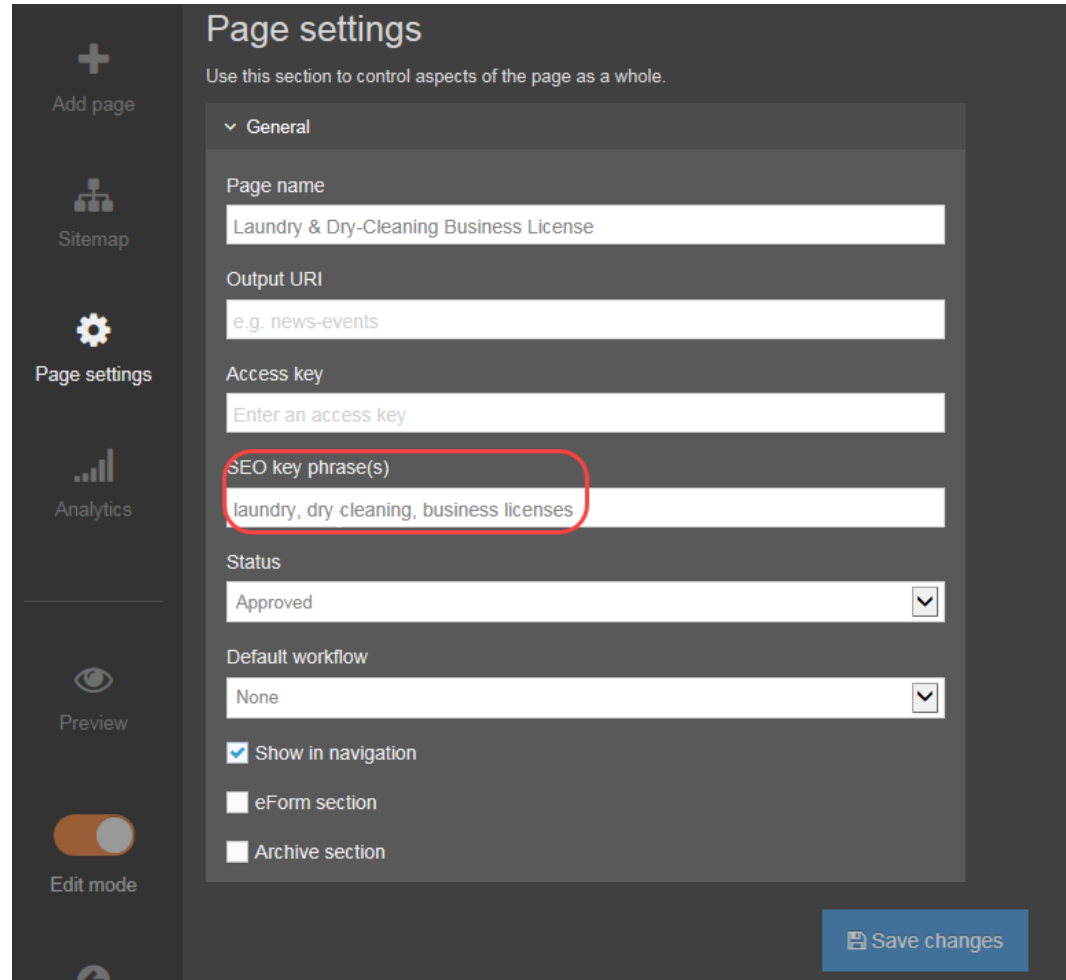 Page settings
Use this section to control aspects of the page as a whole.
Add page
Sitemap
Page settings
Analytics
Preview
Edit mode
General
Page name
Laundry & Dry-Cleaning Business License
Output URI
e.g. news-events
Access key
Enter an access key
SEO key phrase(s)
laundry, dry cleaning, business licenses
Status
Approved
Default workflow
None
Show in navigation
eForm section
Archive section
Save changes